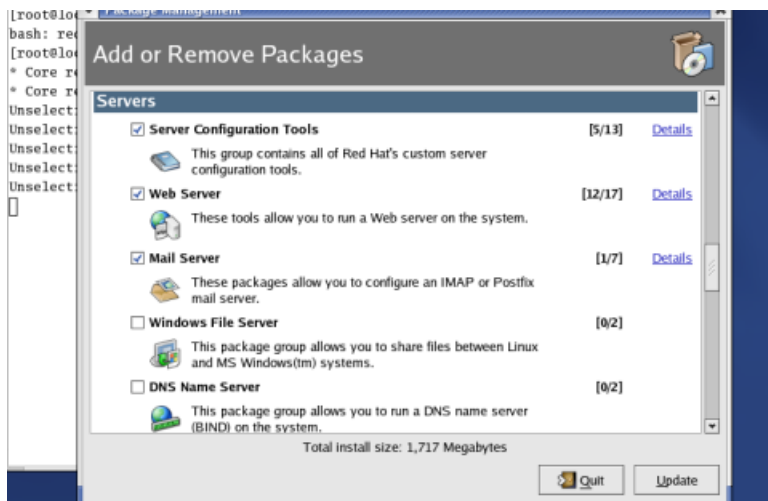 [root@lo
bash: re
[root@lo
* Core re
* Core re
Unselect:
Unselect:
Unselect:
Unselect:
Unselect:
Package Management
Add or Remove Packages
Servers
Server Configuration Tools [5/13] Details
This group contains all of Red Hat's custom server
configuration tools.
Web Server [12/17] Details
These tools allow you to run a Web server on the system.
Mail Server [1/7] Details
These packages allow you to configure an IMAP or Postfix
mail server.
Windows File Server [0/2]
This package group allows you to share files between Linux
and MS Windows(tm) systems.
DNS Name Server [0/2]
This package group allows you to run a DNS name server
(BIND) on the system.
Total install size: 1,717 Megabytes
Quit Update